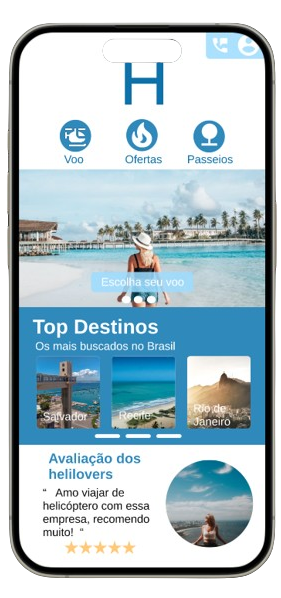 H
Voo Ofertas Passeios
Escolha seu voo
Top Destinos
Os mais buscados no Brasil
Salvador Recife Rio de
Janeiro
Avaliação dos
helilovers
“ Amo viajar de
helicóptero com essa
empresa, recomendo
muito! “